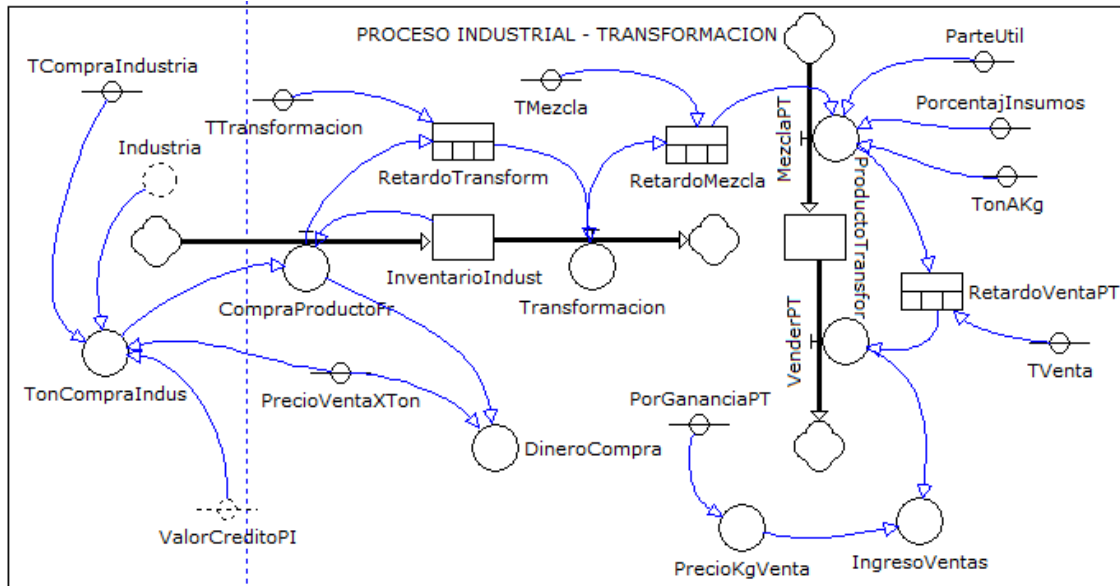 PROCESO INDUSTRIAL - TRANSFORMACION
ParteUtil
TCompraIndustria
TMezcla
PorcentajInsumos
TTransformacion
MezclaPT
Industria
RetardoTransform
RetardoMezcla
TonAKg
ProductoTransfor
InventarioIndust
RetardoVentaPT
CompraProductoFr
Transformacion
VenderPT
TVenta
TonCompraIndus
PrecioVentaXTon
PorGananciaPT
DineroCompra
ValorCreditoPI
PrecioKgVenta
IngresoVentas